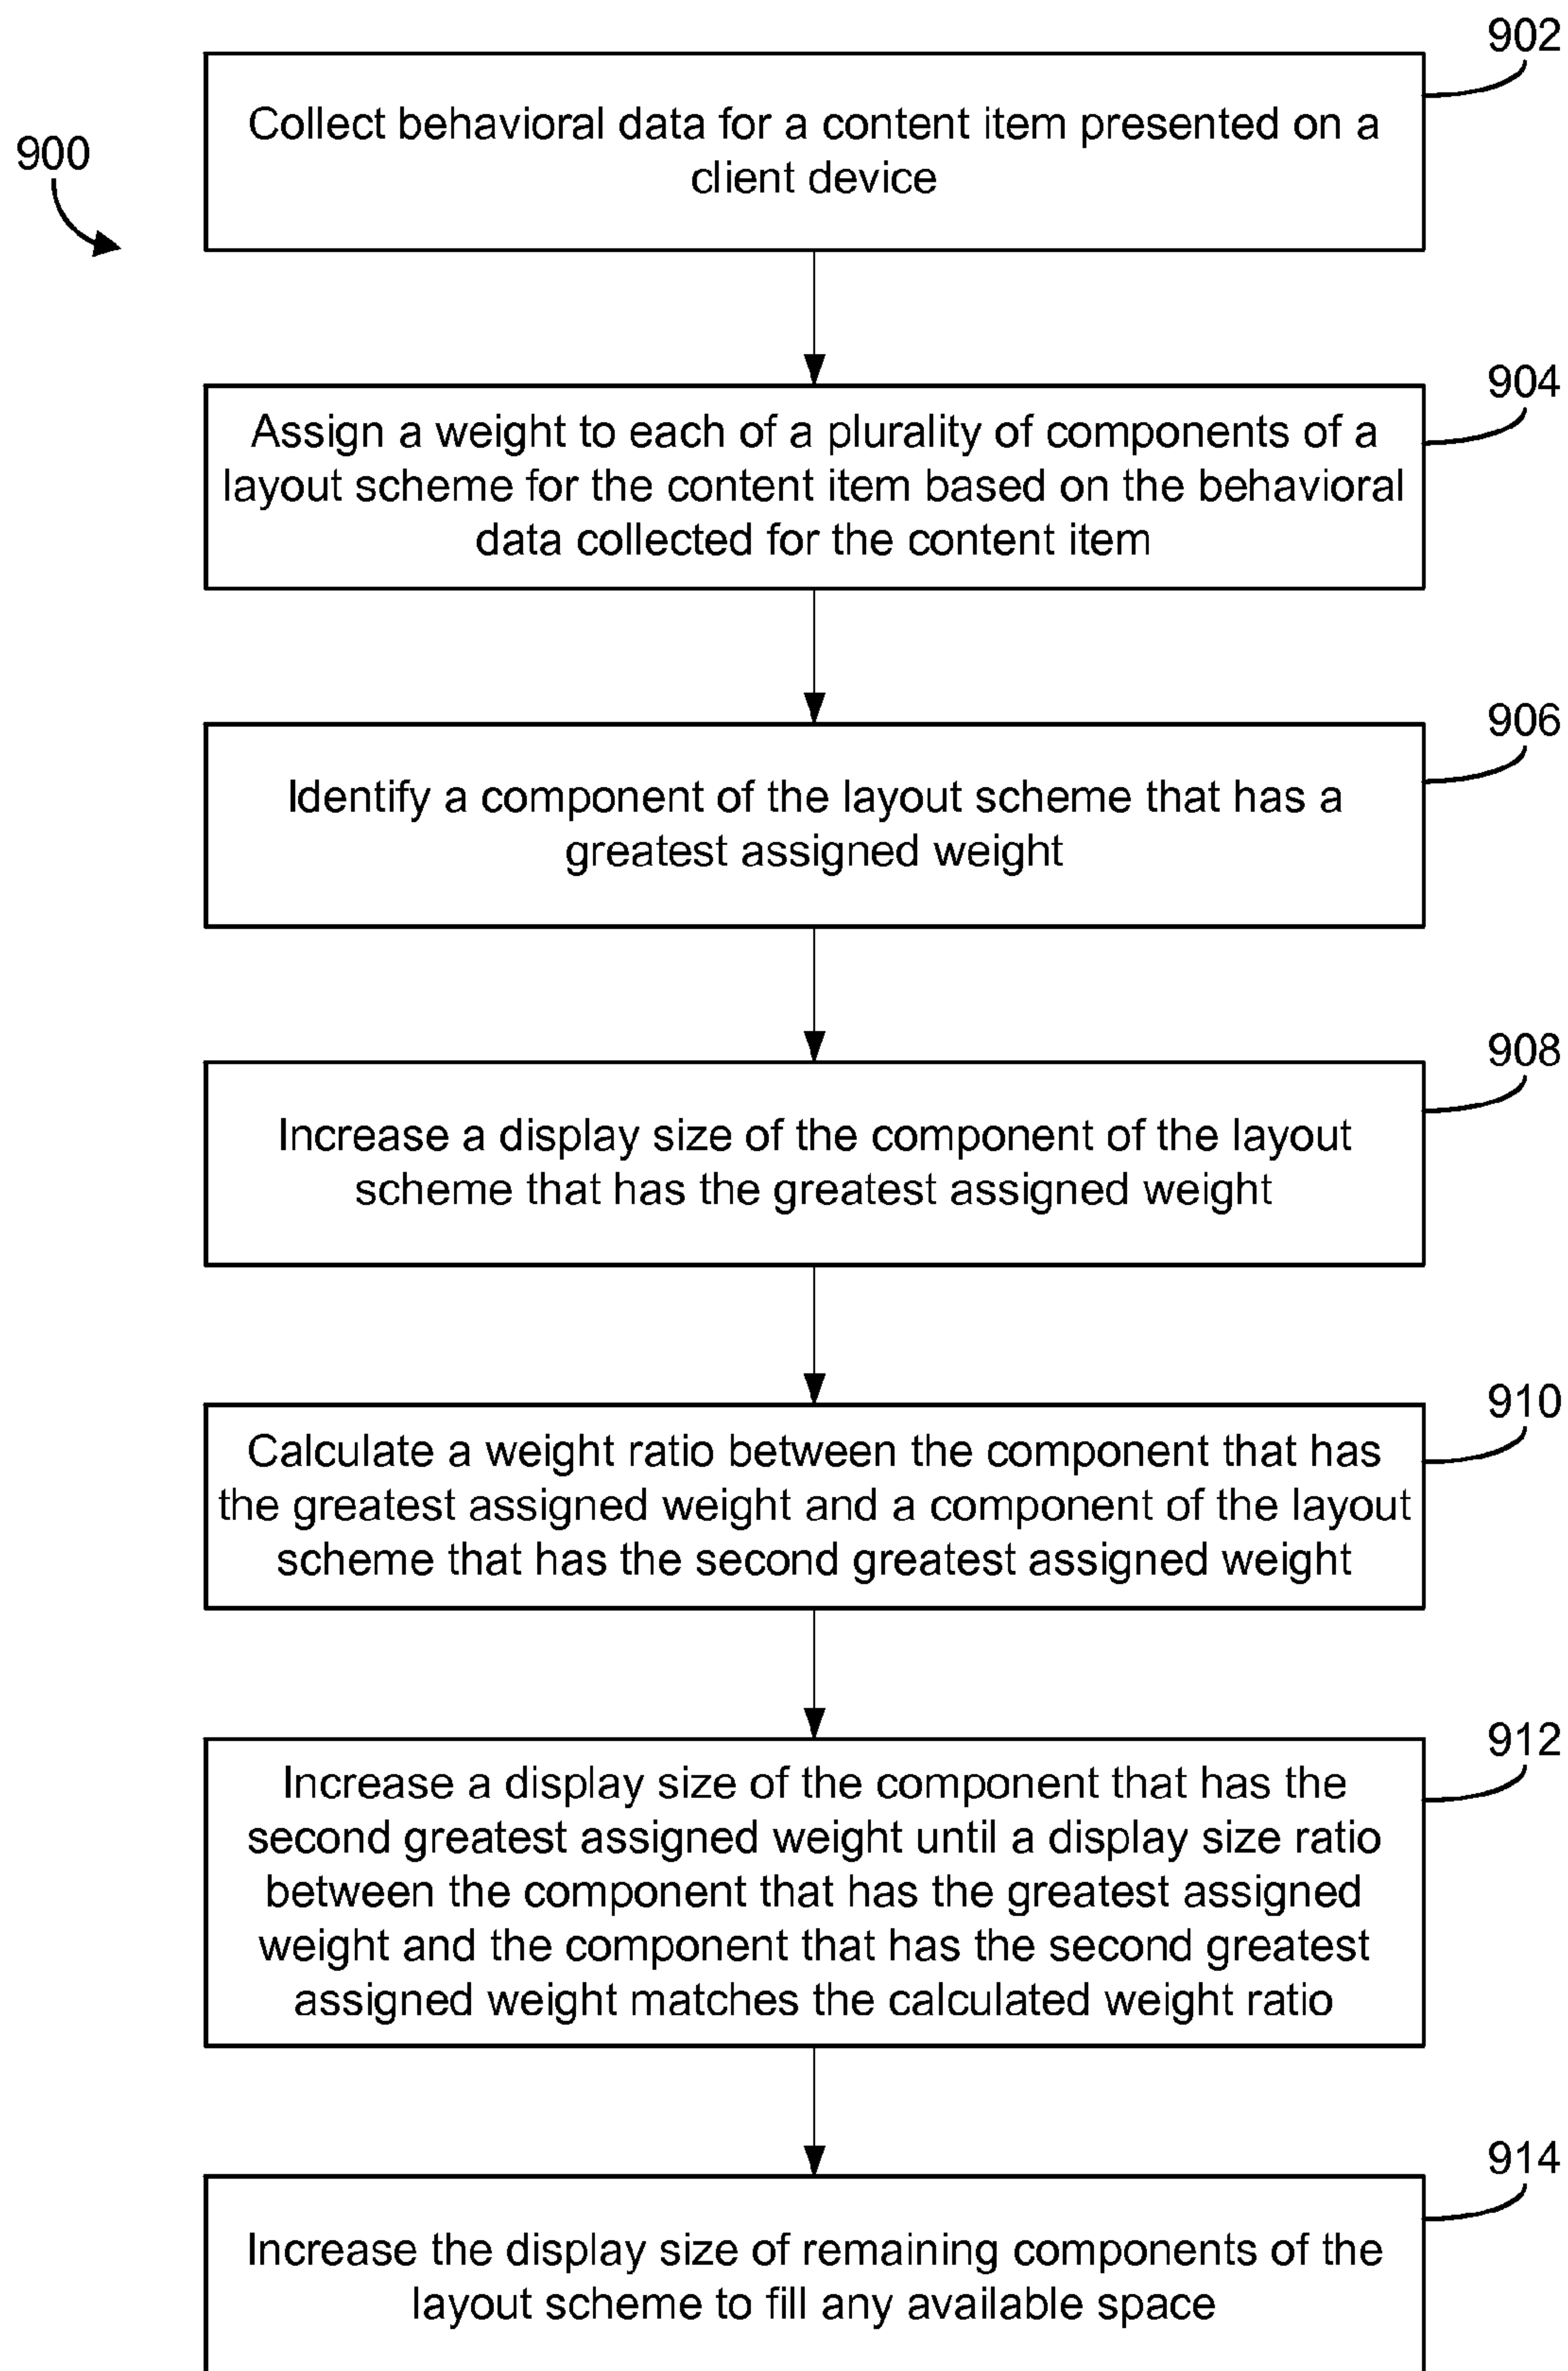 902
Collect behavioral data for a content item presented on a
client device
900
904
Assign a weight to each of a plurality of components of a
layout scheme for the content item based on the behavioral
data collected for the content item
906
Identify a component of the layout scheme that has a
greatest assigned weight
908
Increase a display size of the component of the layout
scheme that has the greatest assigned weight
910
Calculate a weight ratio between the component that has
the greatest assigned weight and a component of the layout
scheme that has the second greatest assigned weight
912
Increase a display size of the component that has the
second greatest assigned weight until a display size ratio
between the component that has the greatest assigned
weight and the component that has the second greatest
assigned weight matches the calculated weight ratio
914
Increase the display size of remaining components of the
layout scheme to fill any available space